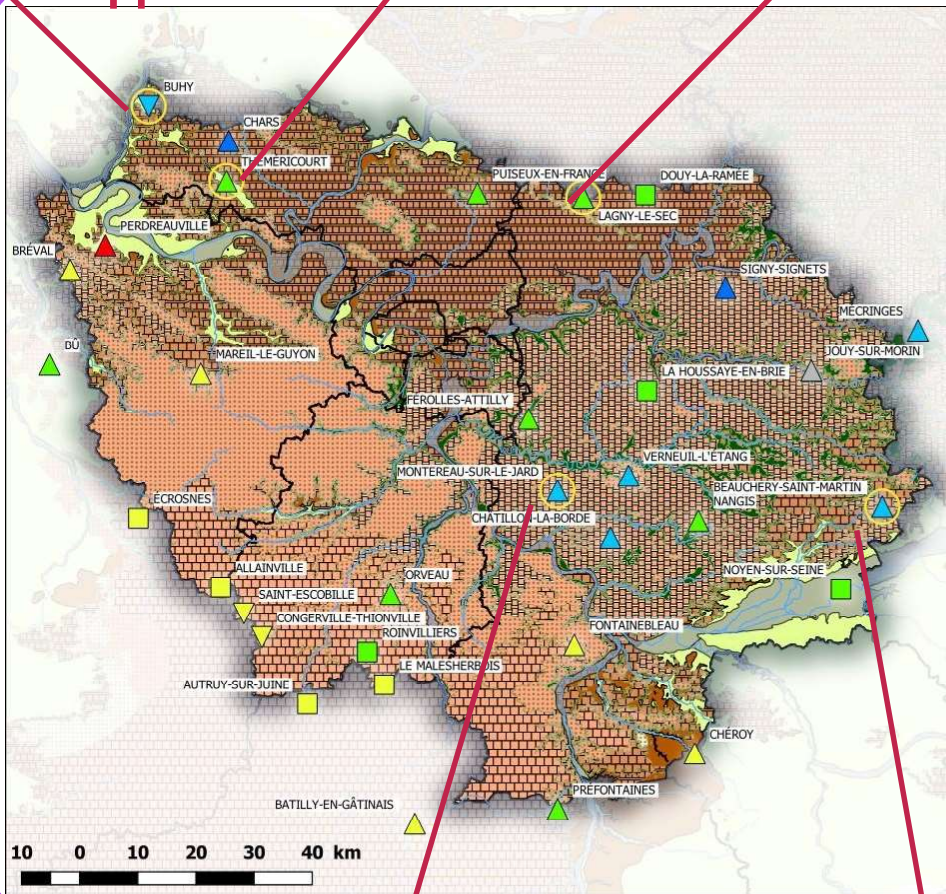 BUHY
CHARS
THÉMÉRICOURT
PUISEUX-EN-FRANCE
DOUY-LA-RAMÉE
LAGNY-LE-SEC
PERDREAUVILLE
BRÉVAL
SIGNY-SIGNETS
MÉCRINGES
BÛ
MAREIL-LE-GUYON
JOUY-SUR-MORIN
LA HOUSSAYE-EN-BRIE
FÉROLLES-ATTILLY
VERNEUIL-L'ÉTANG
MONTEREAU-SUR-LE-JARD
BEAUCHERY-SAINT-MARTIN
ÉCROSNES
NANGIS
CHÂTILLON-LA-BORDE
ALLAINVILLE
ORVEAU
NOYEN-SUR-SEINE
SAINT-ESCOBILLE
CONGERVILLE-THIONVILLE
FONTAINEBLEAU
ROINVILLIERS
LE MALESHERBOIS
AUTRUY-SUR-JUINE
CHÉROY
PRÉFONTAINES
BATILLY-EN-GÂTINAIS
10 0 10 20 30 40 km